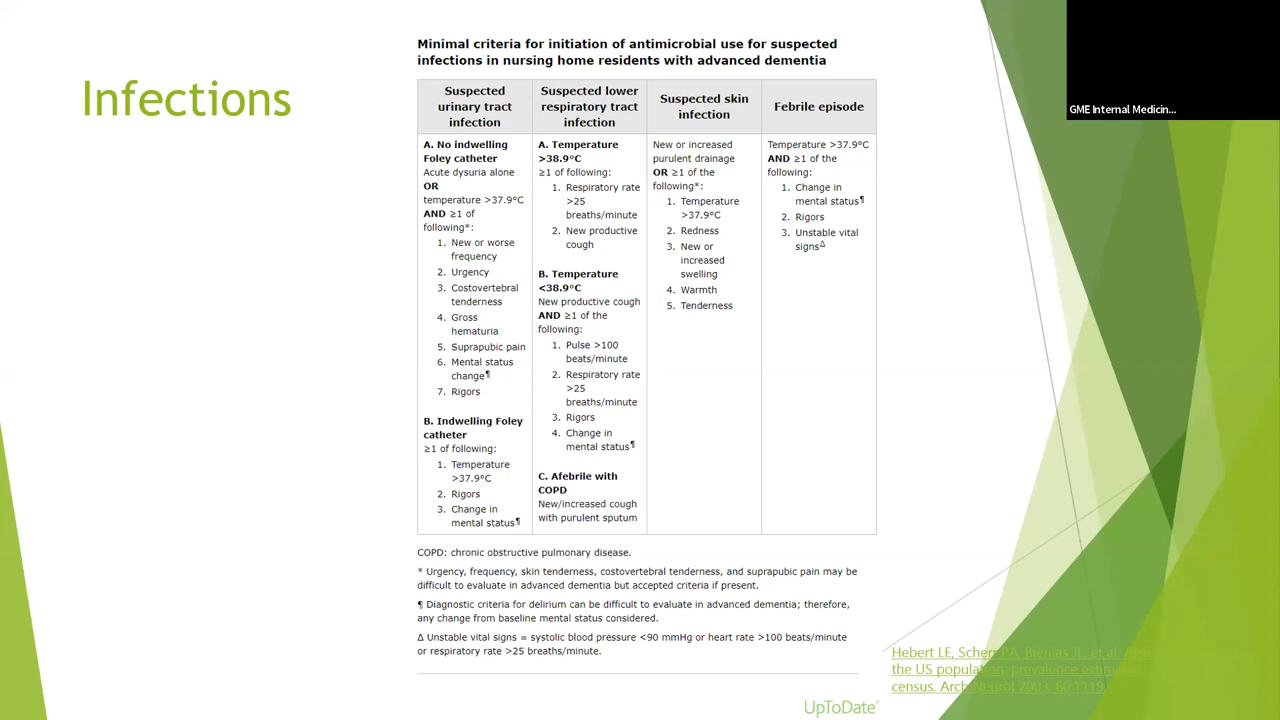 Infections
Minimal criteria for initiation of antimicrobial use for suspected
infections in nursing home residents with advanced dementia
Suspected
urinary tract
infection
Suspected lower
respiratory tract
infection
Suspected skin
infection
Febrile episode
A. No indwelling
Foley catheter
Acute dysuria alone
OR
temperature >37.9°C
AND ≥1 of
following*:
1. New or worse
frequency
2. Urgency
3. Costovertebral
tenderness
4. Gross
hematuria
5. Suprapubic pain
6. Mental status
change¶
7. Rigors
B. Indwelling Foley
catheter
≥1 of following:
1. Temperature
>37.9°C
2. Rigors
3. Change in
mental status¶
A. Temperature
>38.9°C
≥1 of following:
1. Respiratory rate
>25
breaths/minute
2. New productive
cough
B. Temperature
<38.9°C
New productive cough
AND ≥1 of the
following:
1. Pulse >100
beats/minute
2. Respiratory rate
>25
breaths/minute
3. Rigors
4. Change in
mental status¶
C. Afebrile with
COPD
New/increased cough
with purulent sputum
New or increased
purulent drainage
OR ≥1 of the
following*:
1. Temperature
>37.9°C
2. Redness
3. New or
increased
swelling
4. Warmth
5. Tenderness
Temperature >37.9°C
AND ≥1 of the
following:
1. Change in
mental status¶
2. Rigors
3. Unstable vital
signsΔ
COPD: chronic obstructive pulmonary disease.
* Urgency, frequency, skin tenderness, costovertebral tenderness, and suprapubic pain may be
difficult to evaluate in advanced dementia but accepted criteria if present.
¶ Diagnostic criteria for delirium can be difficult to evaluate in advanced dementia; therefore,
any change from baseline mental status considered.
Δ Unstable vital signs = systolic blood pressure <90 mmHg or heart rate >100 beats/minute
or respiratory rate >25 breaths/minute.
UpToDate®
Hebert LE, Scherr PA, Bienias JL, et al.
the US population: prevalence
census. Arch Neurol 2003; 60:1119.
GME Internal Medicin...